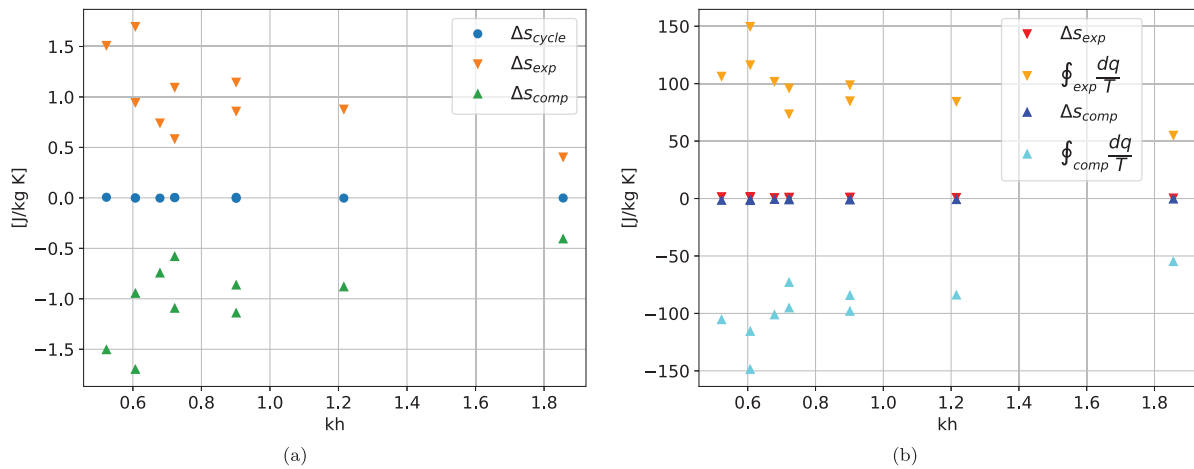 1.5
1.0
0.5
0.0
−0.5
−1.0
−1.5
[J/kg K]
0.6 0.8 1.0 1.2 1.4 1.6 1.8
kh
Δs_cycle
Δs_exp
Δs_comp
(a)
150
100
50
0
−50
−100
−150
[J/kg K]
0.6 0.8 1.0 1.2 1.4 1.6 1.8
kh
Δs_exp
∮_exp dq/T
Δs_comp
∮_comp dq/T
(b)